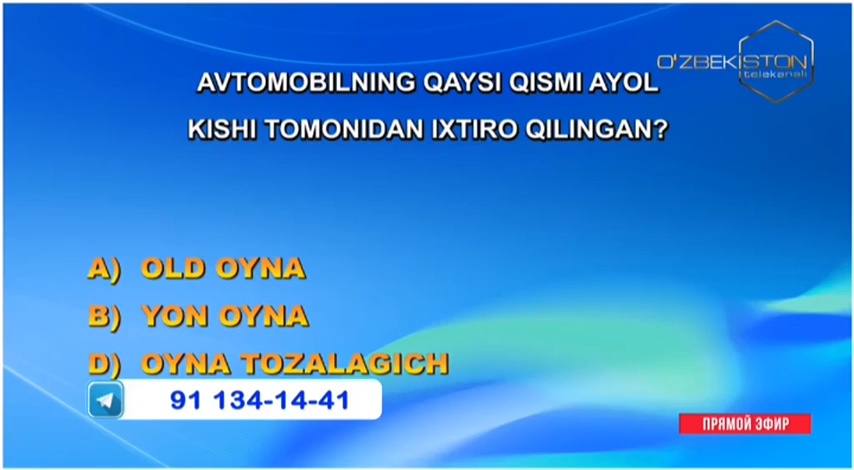 O'ZBEKISTON
telekanali
AVTOMOBILNING QAYSI QISMI AYOL
KISHI TOMONIDAN IXTIRO QILINGAN?
A) OLD OYNA
B) YON OYNA
D) OYNA TOZALAGICH
91 134-14-41
ПРЯМОЙ ЭФИР